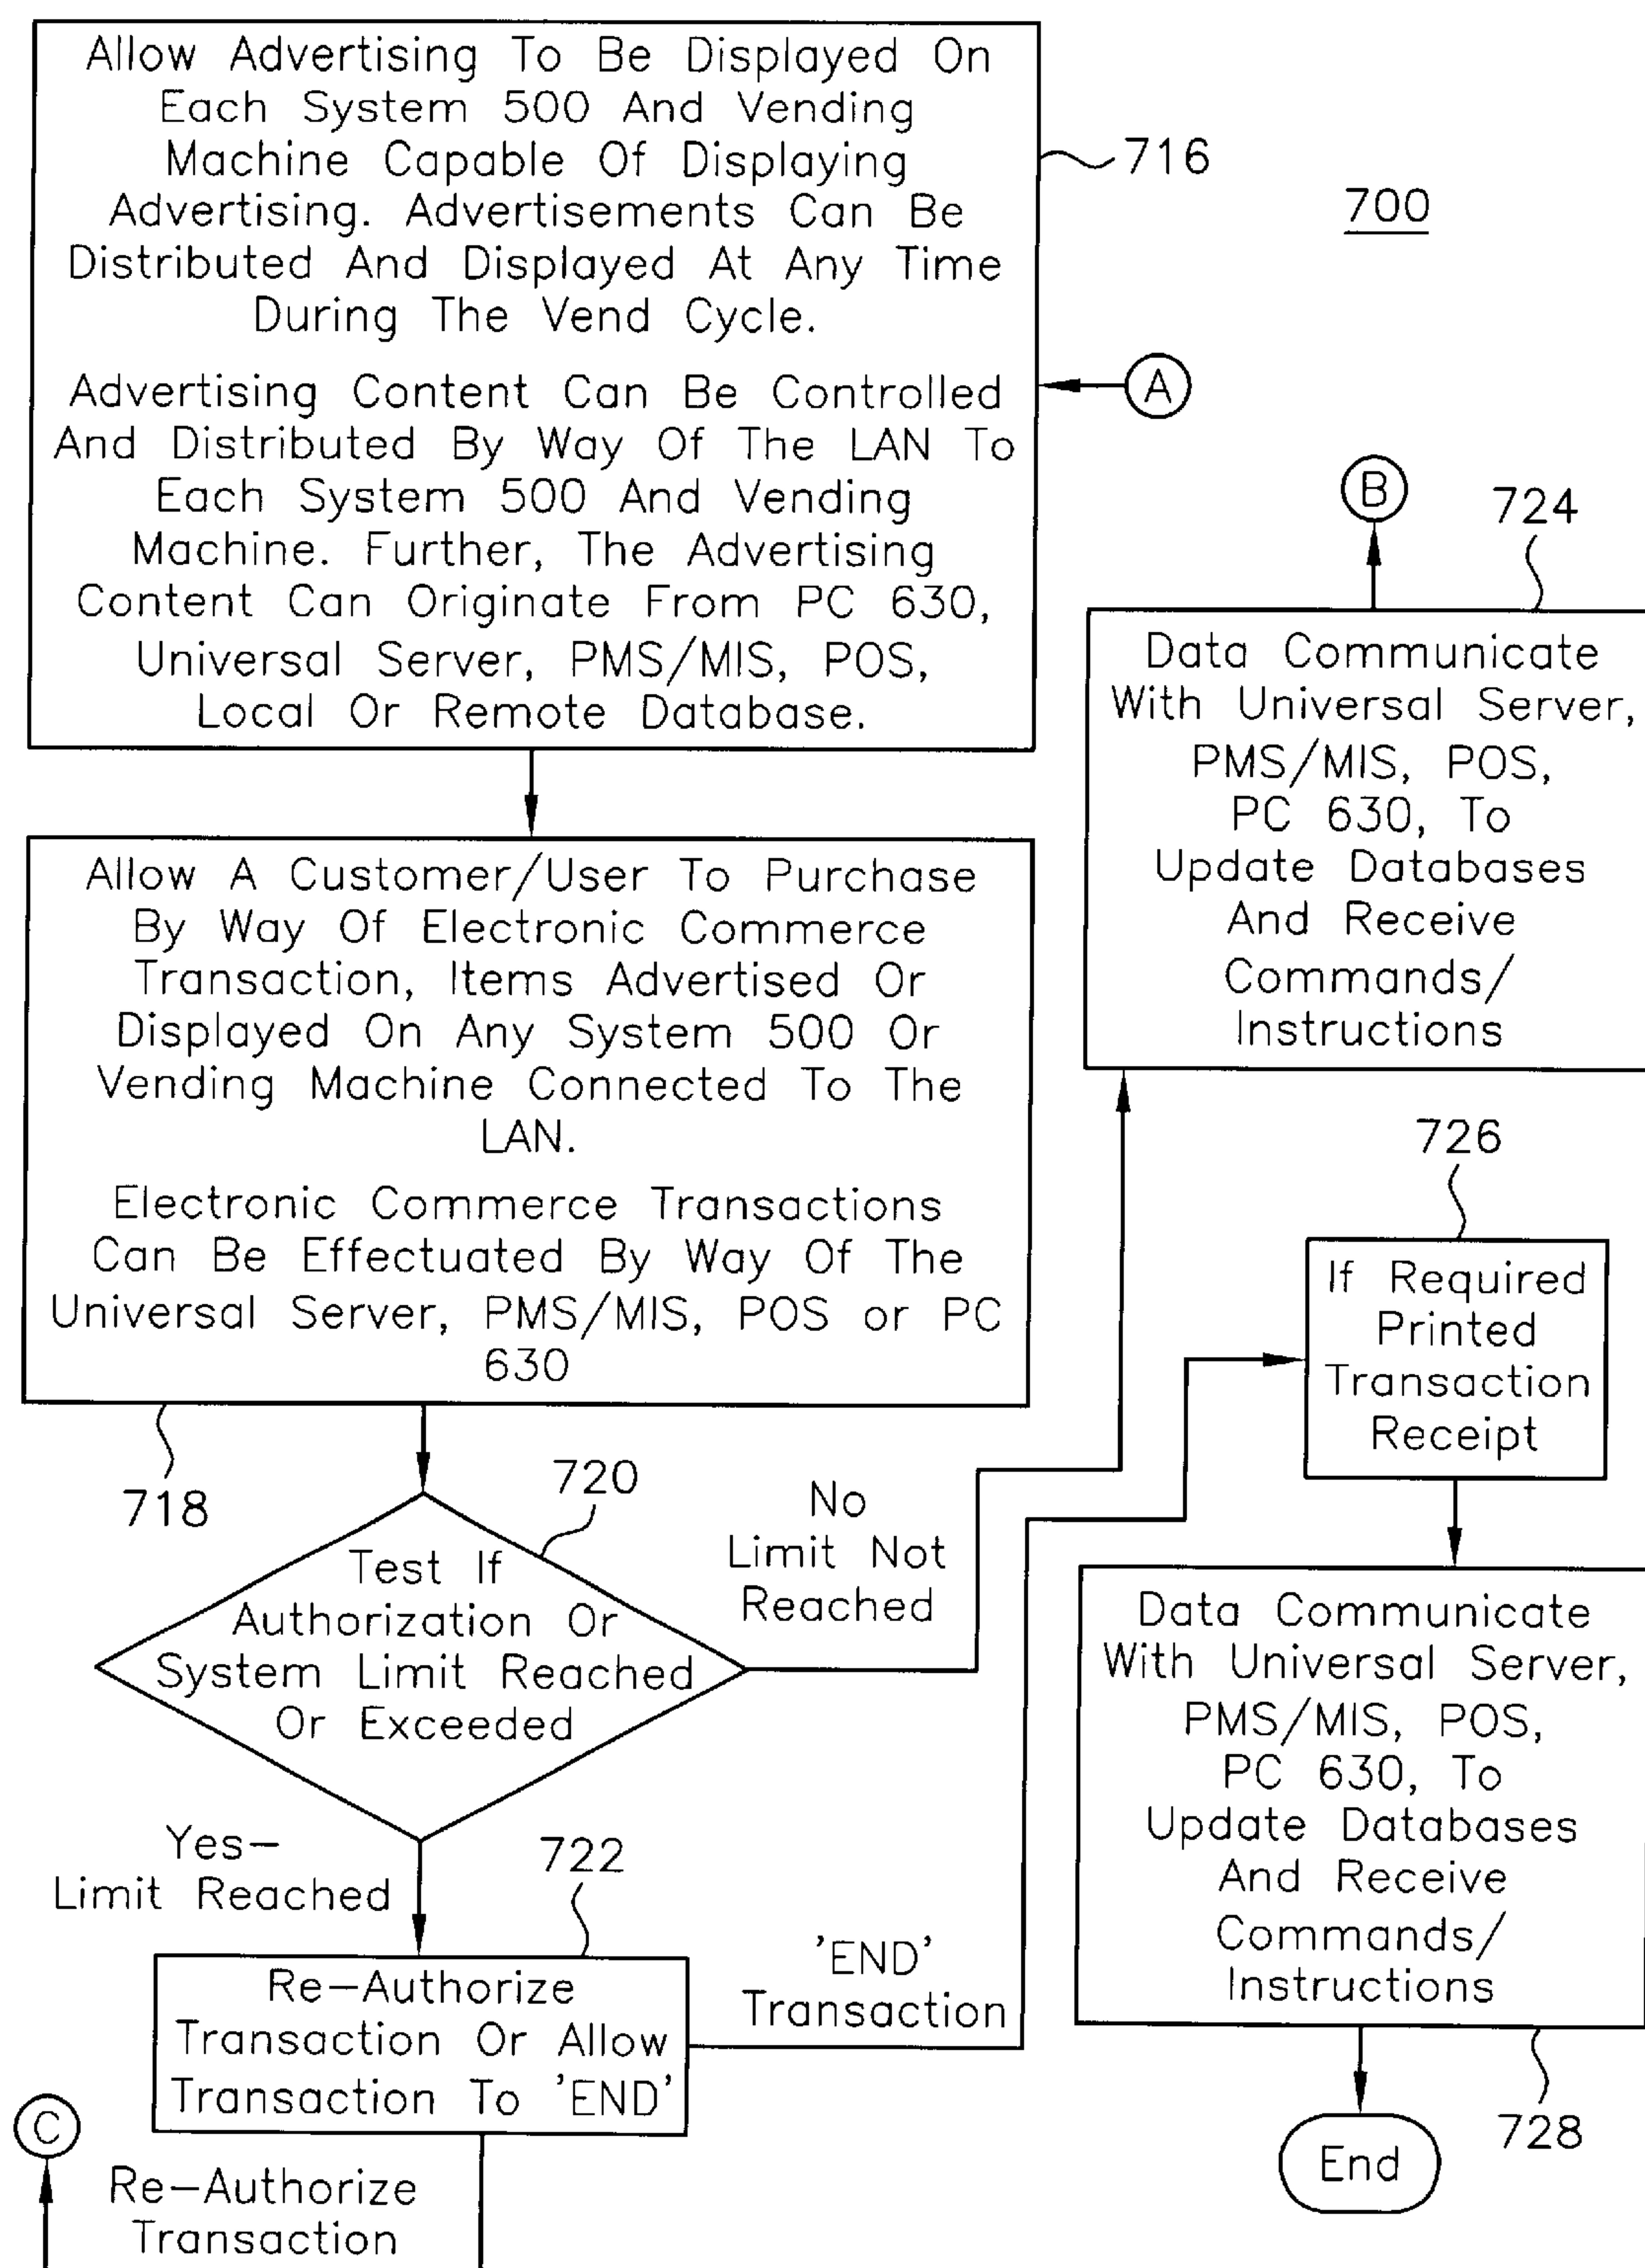 Allow Advertising To Be Displayed On
Each System 500 And Vending
Machine Capable Of Displaying
Advertising. Advertisements Can Be
Distributed And Displayed At Any Time
During The Vend Cycle.
Advertising Content Can Be Controlled
And Distributed By Way Of The LAN To
Each System 500 And Vending
Machine. Further, The Advertising
Content Can Originate From PC 630,
Universal Server, PMS/MIS, POS,
Local Or Remote Database.
716
700
A
Allow A Customer/User To Purchase
By Way Of Electronic Commerce
Transaction, Items Advertised Or
Displayed On Any System 500 Or
Vending Machine Connected To The
LAN.
Electronic Commerce Transactions
Can Be Effectuated By Way Of The
Universal Server, PMS/MIS, POS or PC
630
718
720
Test If
Authorization Or
System Limit Reached
Or Exceeded
No
Limit Not
Reached
Yes-
Limit Reached
722
Re-Authorize
Transaction Or Allow
Transaction To 'END'
'END'
Transaction
C
Re-Authorize
Transaction
B
724
Data Communicate
With Universal Server,
PMS/MIS, POS,
PC 630, To
Update Databases
And Receive
Commands/
Instructions
726
If Required
Printed
Transaction
Receipt
Data Communicate
With Universal Server,
PMS/MIS, POS,
PC 630, To
Update Databases
And Receive
Commands/
Instructions
728
End